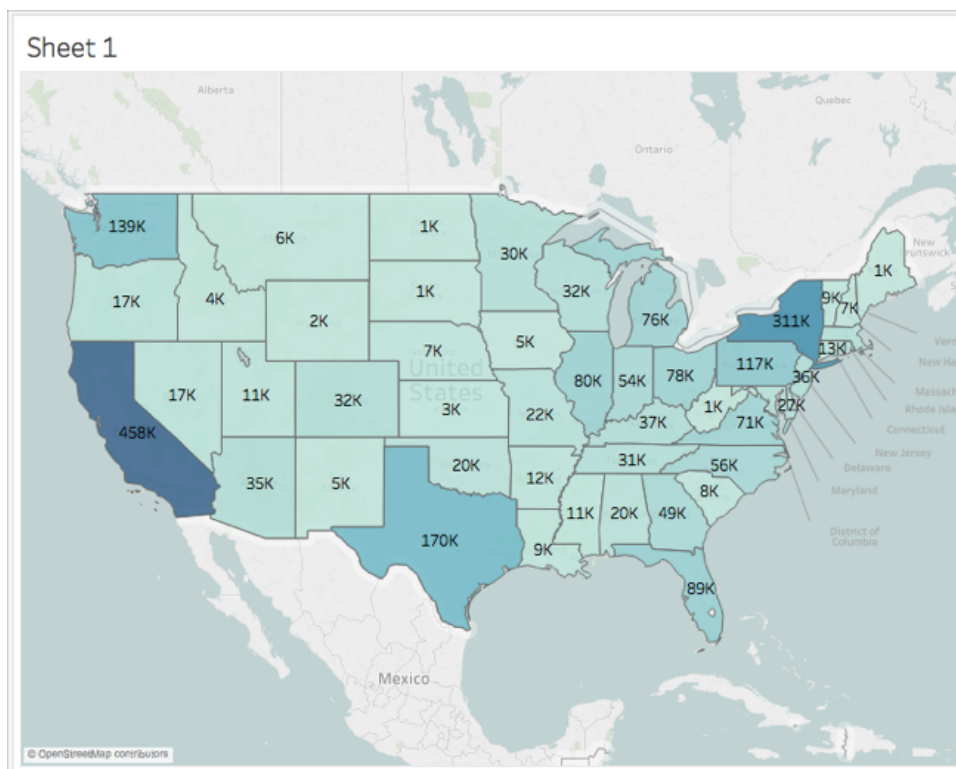 Sheet 1
Alberta
Quebec
Ontario
139K
6K
1K
30K
New
Brunswick
1K
17K
4K
1K
32K
9K
7K
2K
76K
311K
13K
5K
7K
United
States
117K
Verm
New Ha
36K
17K
11K
32K
80K
54K
78K
Massach
Rhode Isla
3K
22K
37K
1K
27K
71K
Connecticut
458K
New Jersey
31K
56K
Delaware
35K
5K
20K
12K
8K
Maryland
11K
20K
49K
District of
Columbia
170K
9K
89K
Mexico
© OpenStreetMap contributors